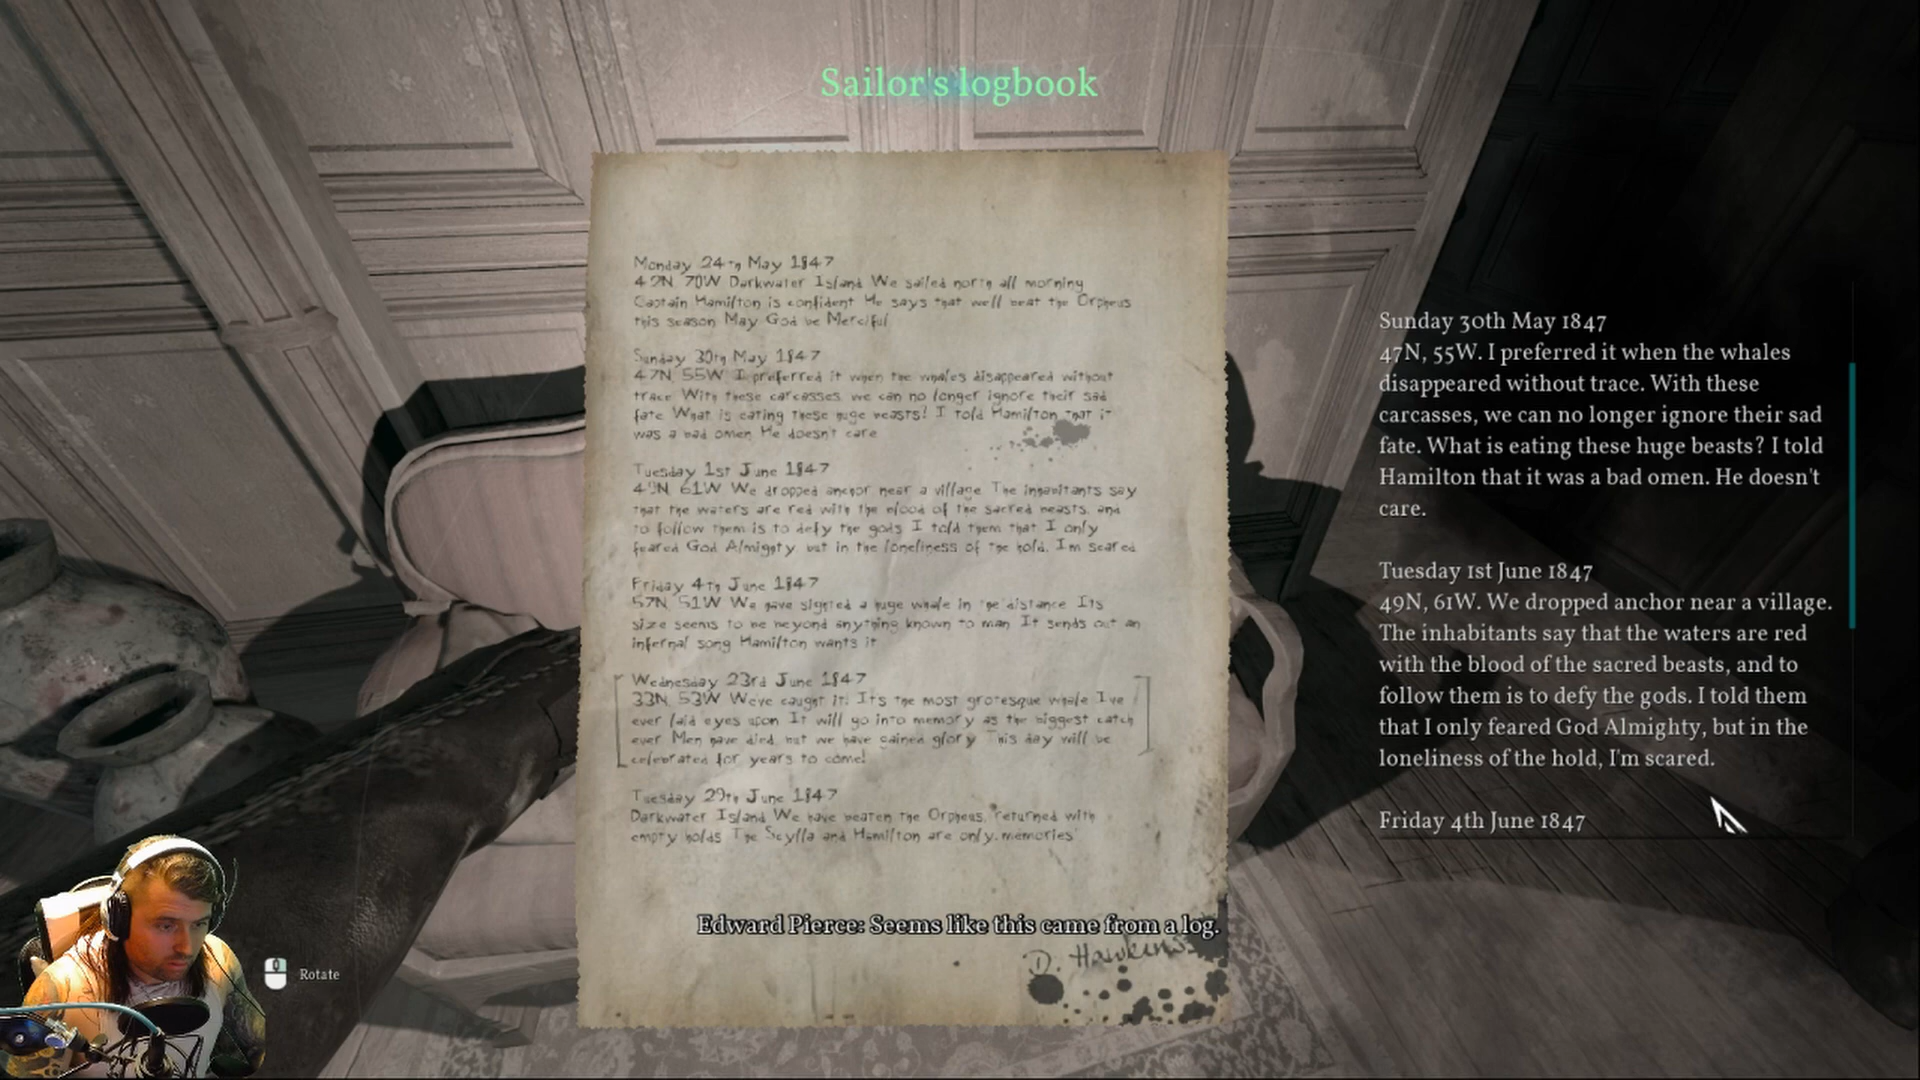 Sailor's logbook
Monday 24th May 1847
42N 70W Darkwater Island We sailed north all morning
Captain Hamilton is confident He says that we'll beat the Orpheus
this season May God be Merciful
Sunday 30th May 1847
47N 55W I preferred it when the whales disappeared without
trace With these carcasses we can no longer ignore their sad
fate What is eating these huge beasts? I told Hamilton that it
was a bad omen He doesn't care
Tuesday 1st June 1847
49N 61W We dropped anchor near a village The inhabitants say
that the waters are red with the blood of the sacred beasts, and
to follow them is to defy the gods I told them that I only
feared God Almighty but in the loneliness of the hold, I'm scared
Friday 4th June 1847
57N 51W We have sighted a huge whale in the distance Its
size seems to be beyond anything known to man It sends out an
infernal song Hamilton wants it
Wednesday 23rd June 1847
33N 53W We've caught it! It's the most grotesque whale I've
ever laid eyes upon It will go into memory as the biggest catch
ever Men have died, but we have gained glory This day will be
celebrated for years to come!
Tuesday 29th June 1847
Darkwater Island We have beaten the Orpheus, returned with
empty holds The Scylla and Hamilton are only memories
D. Hawkins
Sunday 30th May 1847
47N, 55W. I preferred it when the whales
disappeared without trace. With these
carcasses, we can no longer ignore their sad
fate. What is eating these huge beasts? I told
Hamilton that it was a bad omen. He doesn't
care.
Tuesday 1st June 1847
49N, 61W. We dropped anchor near a village.
The inhabitants say that the waters are red
with the blood of the sacred beasts, and to
follow them is to defy the gods. I told them
that I only feared God Almighty, but in the
loneliness of the hold, I'm scared.
Friday 4th June 1847
Edward Pierce: Seems like this came from a log.
Rotate